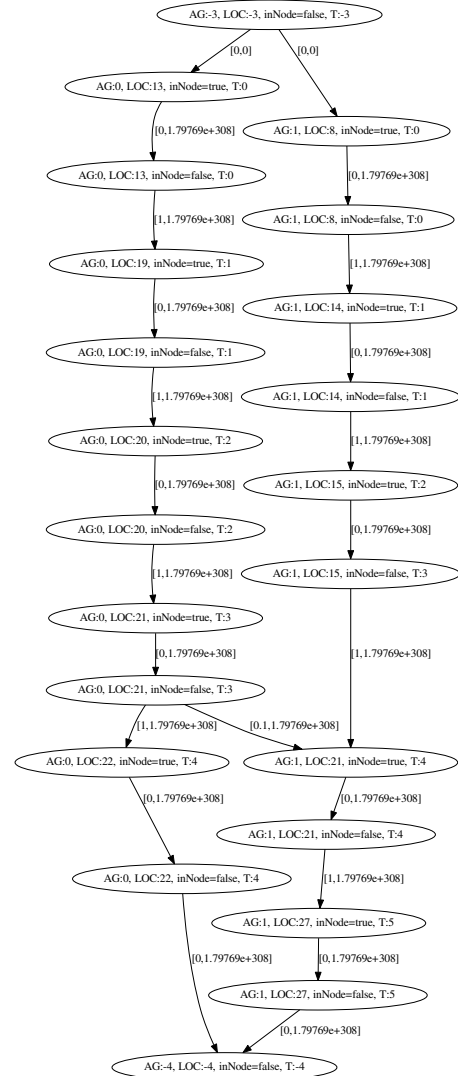 AG:-3, LOC:-3, inNode=false, T:-3
[0,0]
[0,0]
AG:0, LOC:13, inNode=true, T:0
AG:1, LOC:8, inNode=true, T:0
[0,1.79769e+308]
[0,1.79769e+308]
AG:0, LOC:13, inNode=false, T:0
AG:1, LOC:8, inNode=false, T:0
[1,1.79769e+308]
[1,1.79769e+308]
AG:0, LOC:19, inNode=true, T:1
AG:1, LOC:14, inNode=true, T:1
[0,1.79769e+308]
[0,1.79769e+308]
AG:0, LOC:19, inNode=false, T:1
AG:1, LOC:14, inNode=false, T:1
[1,1.79769e+308]
[1,1.79769e+308]
AG:0, LOC:20, inNode=true, T:2
AG:1, LOC:15, inNode=true, T:2
[0,1.79769e+308]
[0,1.79769e+308]
AG:0, LOC:20, inNode=false, T:2
AG:1, LOC:15, inNode=false, T:3
[1,1.79769e+308]
AG:0, LOC:21, inNode=true, T:3
[0,1.79769e+308]
[1,1.79769e+308]
AG:0, LOC:21, inNode=false, T:3
[1,1.79769e+308]
[0.1,1.79769e+308]
AG:0, LOC:22, inNode=true, T:4
AG:1, LOC:21, inNode=true, T:4
[0,1.79769e+308]
[0,1.79769e+308]
AG:1, LOC:21, inNode=false, T:4
AG:0, LOC:22, inNode=false, T:4
[1,1.79769e+308]
AG:1, LOC:27, inNode=true, T:5
[0,1.79769e+308]
[0,1.79769e+308]
AG:1, LOC:27, inNode=false, T:5
[0,1.79769e+308]
AG:-4, LOC:-4, inNode=false, T:-4